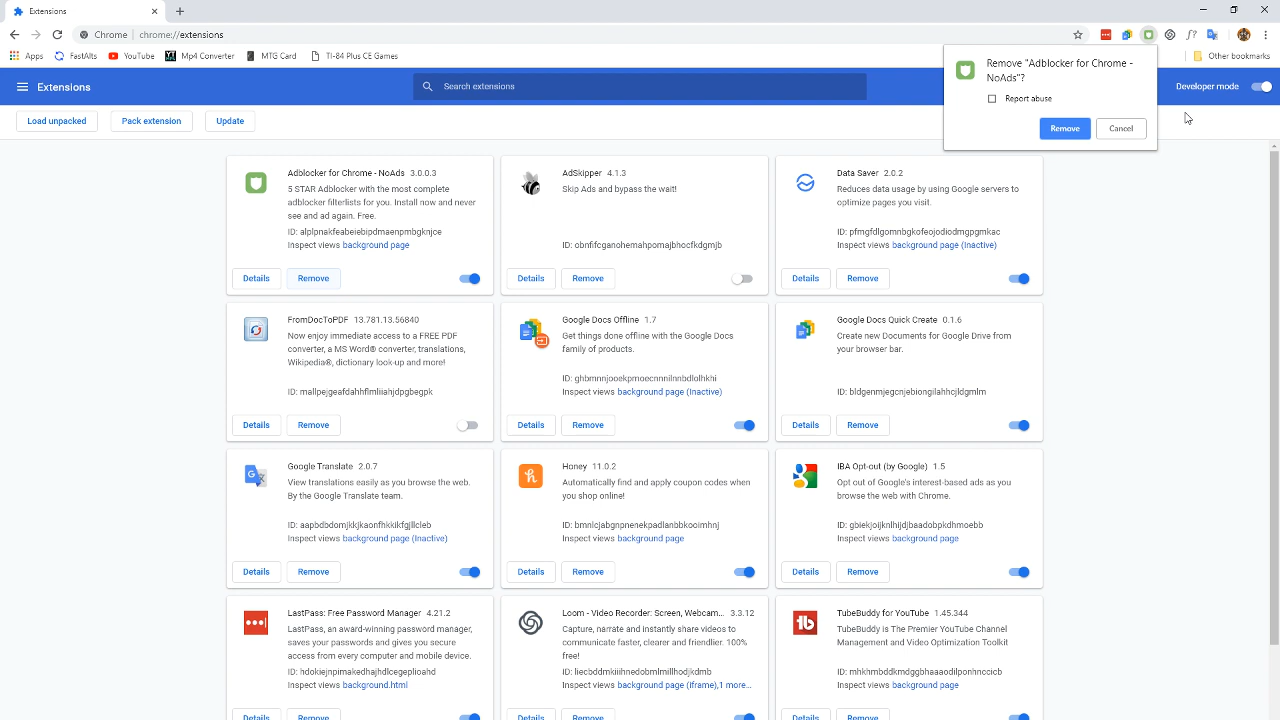 Extensions
Chrome | chrome://extensions
Apps FastAlts YouTube Mp4 Converter MTG Card TI-84 Plus CE Games Other bookmarks
Extensions
Search extensions
Developer mode
Remove "Adblocker for Chrome -
NoAds"?
Report abuse
Remove Cancel
Load unpacked Pack extension Update
Adblocker for Chrome - NoAds 3.0.0.3
5 STAR Adblocker with the most complete
adblocker filterlists for you. Install now and never
see and ad again. Free.
ID: alplpnakfeabeiebipdmaenpmbgknjce
Inspect views background page
Details Remove
AdSkipper 4.1.3
Skip Ads and bypass the wait!
ID: obnfifcganohemahpomajbhocfkdgmjb
Details Remove
Data Saver 2.0.2
Reduces data usage by using Google servers to
optimize pages you visit.
ID: pfmgfdlgomnbgkofeojodiodmgpgmkac
Inspect views background page (Inactive)
Details Remove
FromDocToPDF 13.781.13.56840
Now enjoy immediate access to a FREE PDF
converter, a MS Word® converter, translations,
Wikipedia®, dictionary look-up and more!
ID: mallpejgeafdahhflmliiahjdpgbegpk
Details Remove
Google Docs Offline 1.7
Get things done offline with the Google Docs
family of products.
ID: ghbmnnjooekpmoecnnnilnnbdlolhkhi
Inspect views background page (Inactive)
Details Remove
Google Docs Quick Create 0.1.6
Create new Documents for Google Drive from
your browser bar.
ID: bldgenmjegcnjebiongilahhcjldgmlm
Details Remove
Google Translate 2.0.7
View translations easily as you browse the web.
By the Google Translate team.
ID: aapbdbdomjkkjkaonfhkkikfgjllcleb
Inspect views background page (Inactive)
Details Remove
Honey 11.0.2
Automatically find and apply coupon codes when
you shop online!
ID: bmnlcjabgnpnenekpadlanbbkooimhnj
Inspect views background page
Details Remove
IBA Opt-out (by Google) 1.5
Opt out of Google's interest-based ads as you
browse the web with Chrome.
ID: gbiekjoijknlhijdjbaadobpkdhmoebb
Inspect views background page
Details Remove
LastPass: Free Password Manager 4.21.2
LastPass, an award-winning password manager,
saves your passwords and gives you secure
access from every computer and mobile device.
ID: hdokiejnpimakedhajhdlcegeplioahd
Inspect views background.html
Details Remove
Loom - Video Recorder: Screen, Webcam... 3.3.12
Capture, narrate and instantly share videos to
communicate faster, clearer and friendlier. 100%
free!
ID: liecbddmkiiihnedobmlmillhodjkdmb
Inspect views background page (Iframe),1 more...
Details Remove
TubeBuddy for YouTube 1.45.344
TubeBuddy is The Premier YouTube Channel
Management and Video Optimization Toolkit
ID: mhkhmbddkmdggbhaaaodilponhnccicb
Inspect views background page
Details Remove